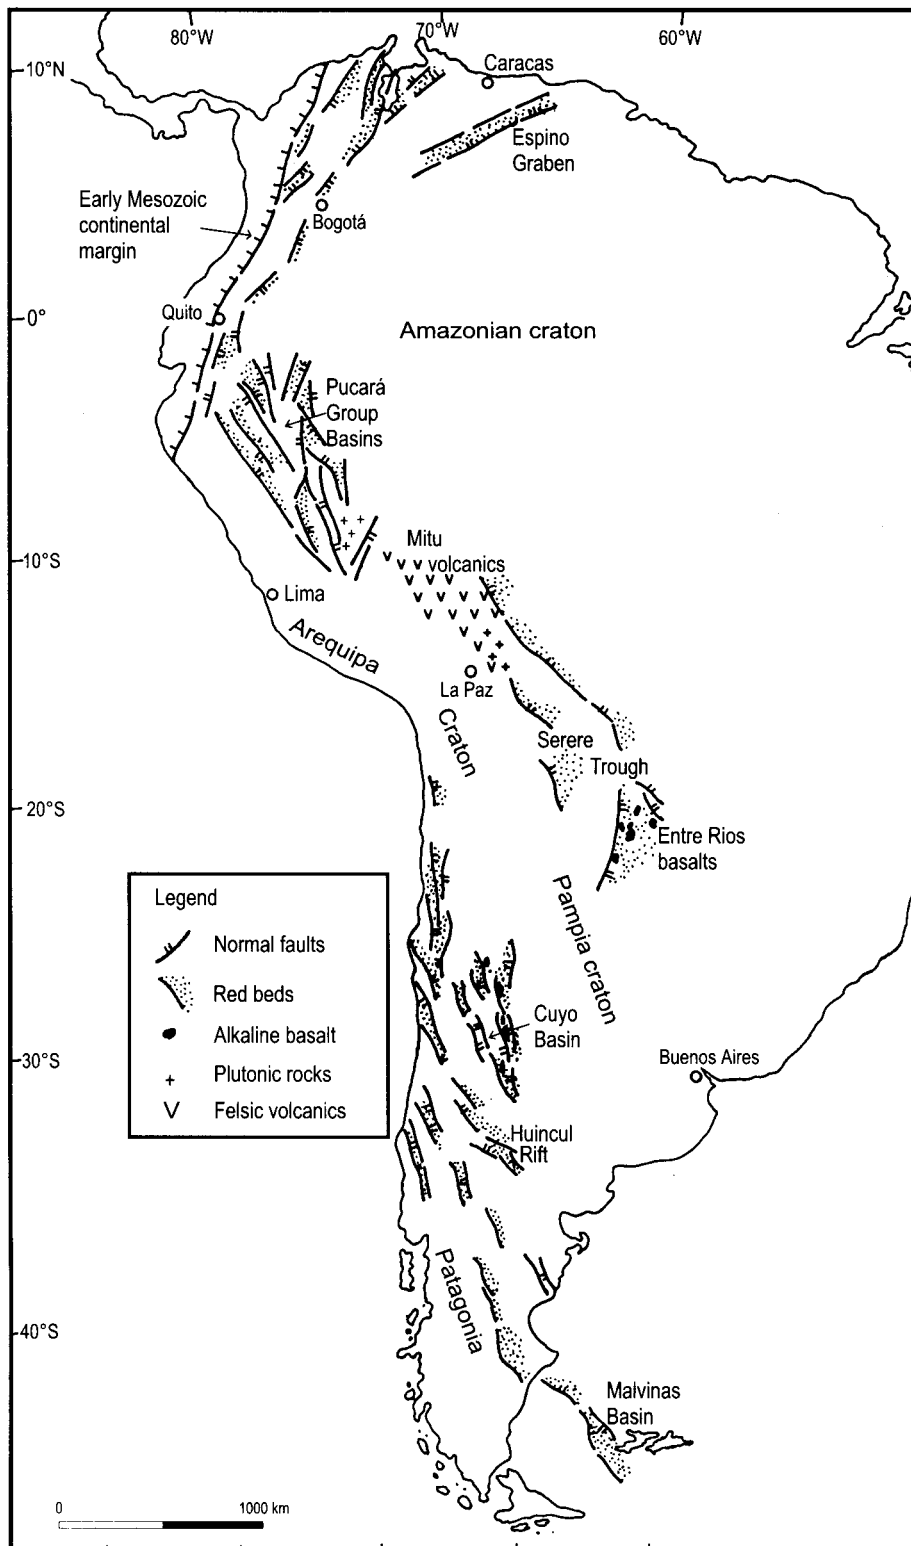 80°W
70°W
60°W
10°N
Caracas
Espino
Graben
Early Mesozoic
continental
margin
Bogotá
Quito
0°
Amazonian craton
Pucará
Group
Basins
10°S
Mitu
volcanics
Lima
Arequipa
La Paz
Craton
Serere
Trough
20°S
Entre Rios
basalts
Legend
Normal faults
Red beds
Alkaline basalt
Plutonic rocks
Felsic volcanics
Pampia craton
Cuyo
Basin
30°S
Buenos Aires
Huincul
Rift
Patagonia
40°S
Malvinas
Basin
0
1000 km